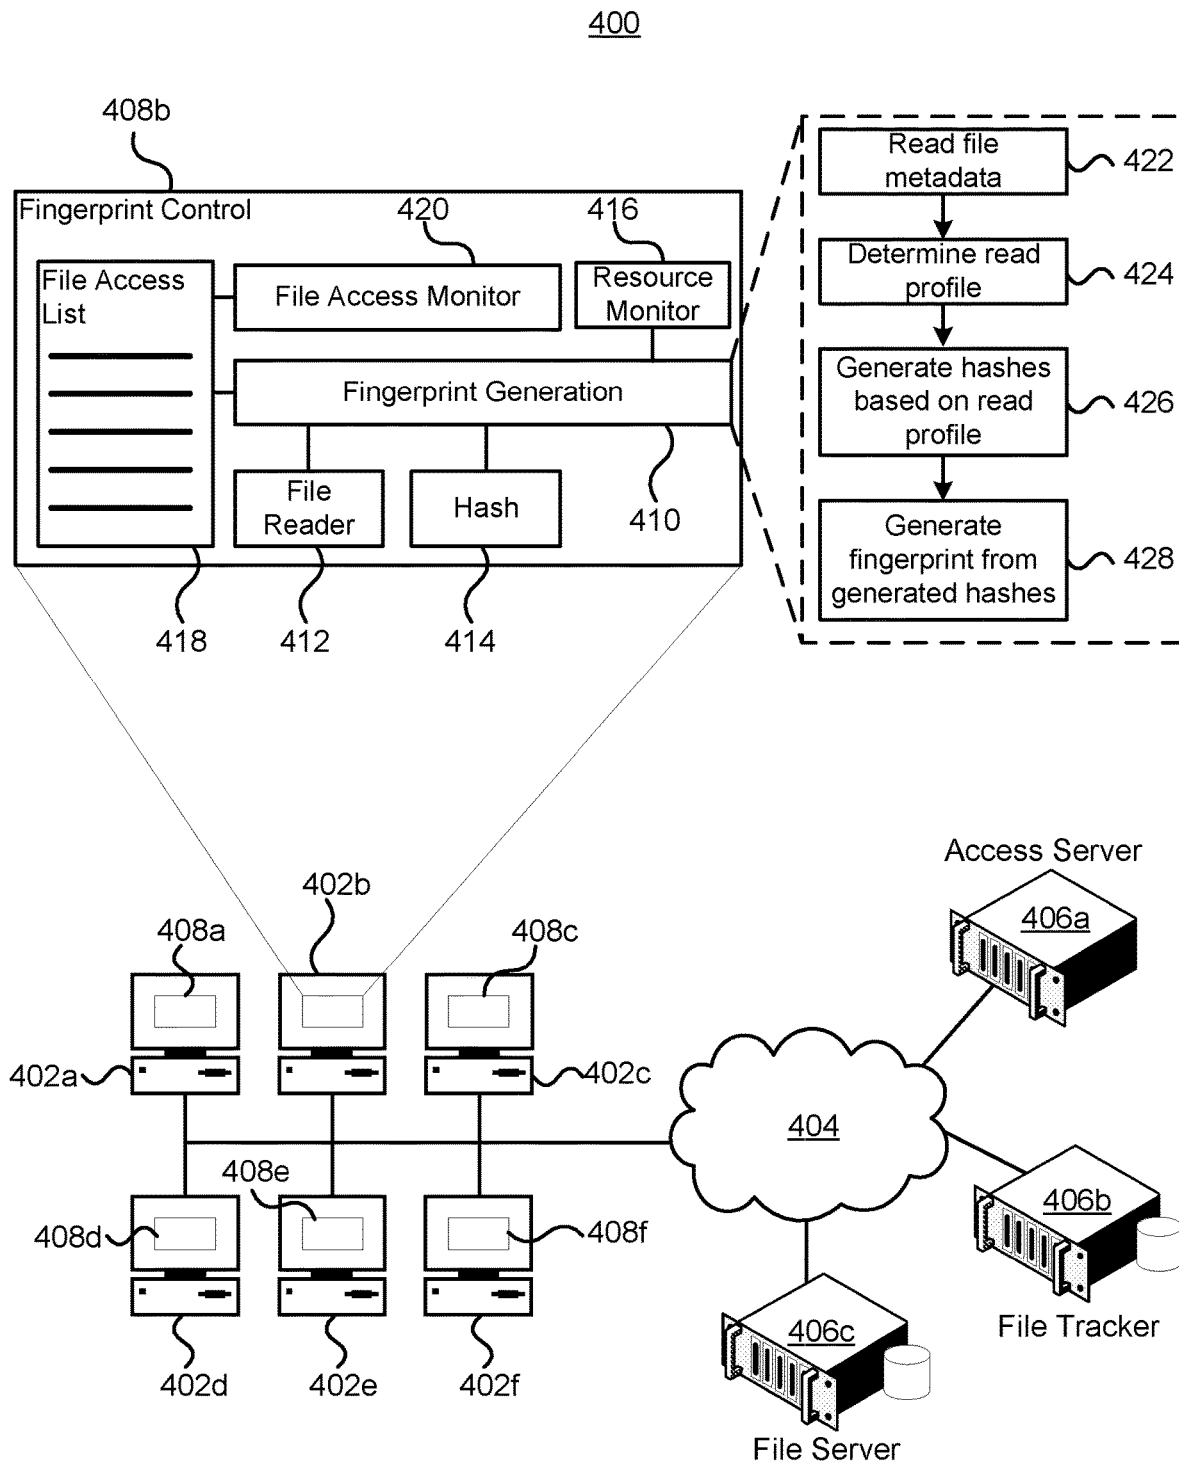 400
408b
Fingerprint Control
420
416
File Access
List
File Access Monitor
Resource
Monitor
Fingerprint Generation
File
Reader
Hash
410
418
412
414
Read file
metadata
422
Determine read
profile
424
Generate hashes
based on read
profile
426
Generate
fingerprint from
generated hashes
428
402b
408a
408c
402a
402c
408e
408d
408f
402d
402e
402f
404
Access Server
406a
406b
File Tracker
406c
File Server